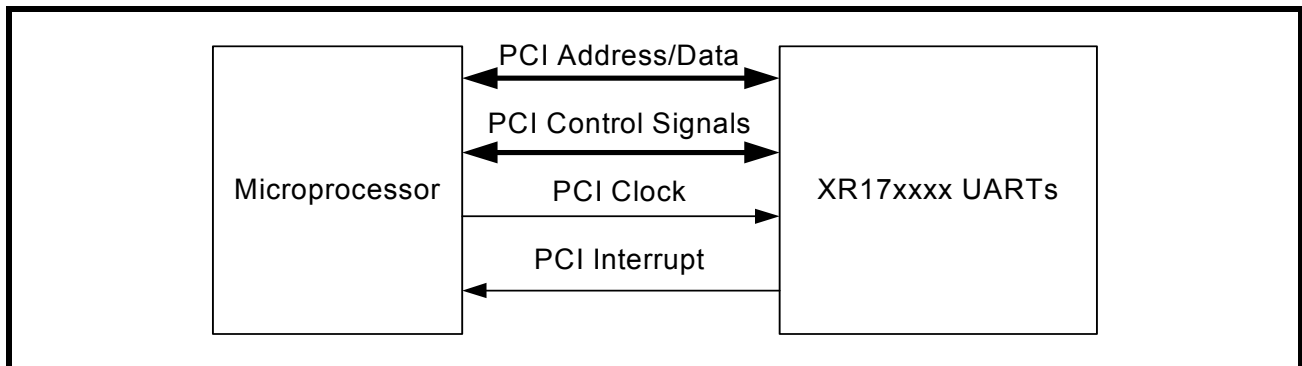 PCI Address/Data
PCI Control Signals
Microprocessor
PCI Clock
XR17xxxx UARTs
PCI Interrupt